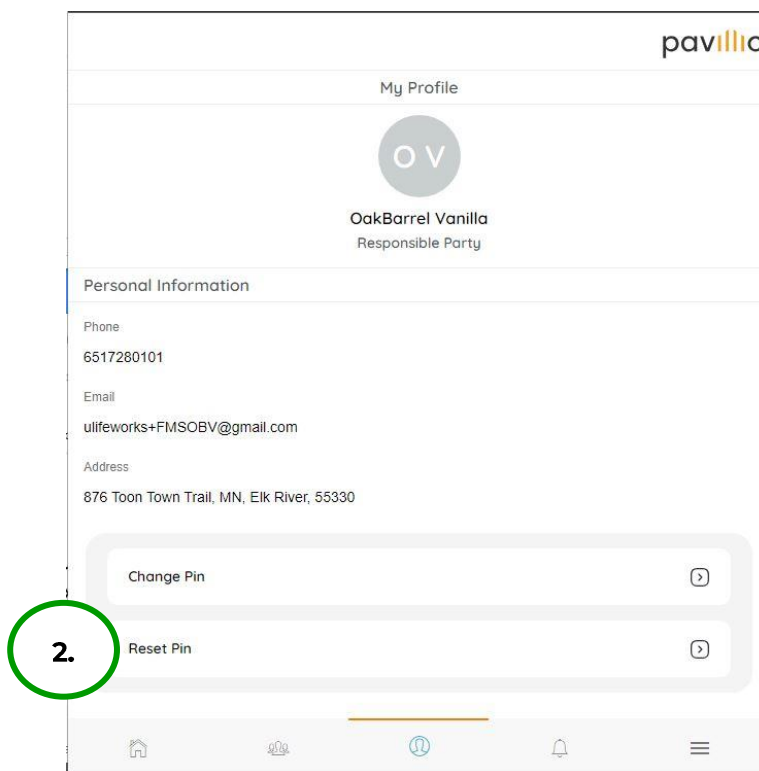 My Profile
O V
OakBarrel Vanilla
Responsible Party
Personal Information
Phone
6517280101
Email
ulifeworks+FMSOBV@gmail.com
Address
876 Toon Town Trail, MN, Elk River, 55330
Change Pin
2.
Reset Pin